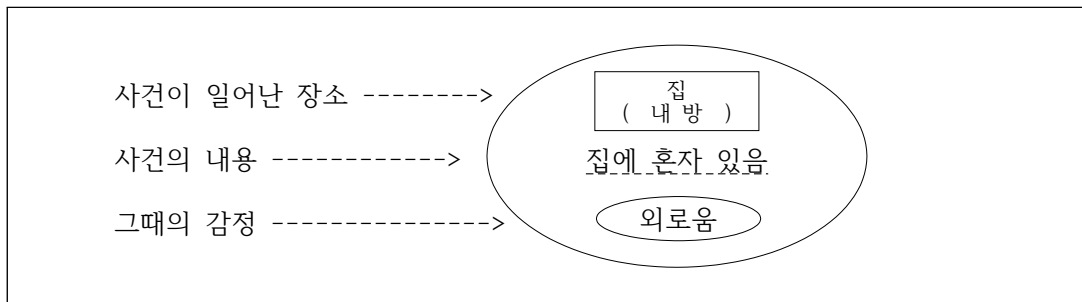 사건이 일어난 장소 -------->
집
( 내 방 )
사건의 내용 ------------>
집에 혼자 있음
그때의 감정 -------------->
외로움